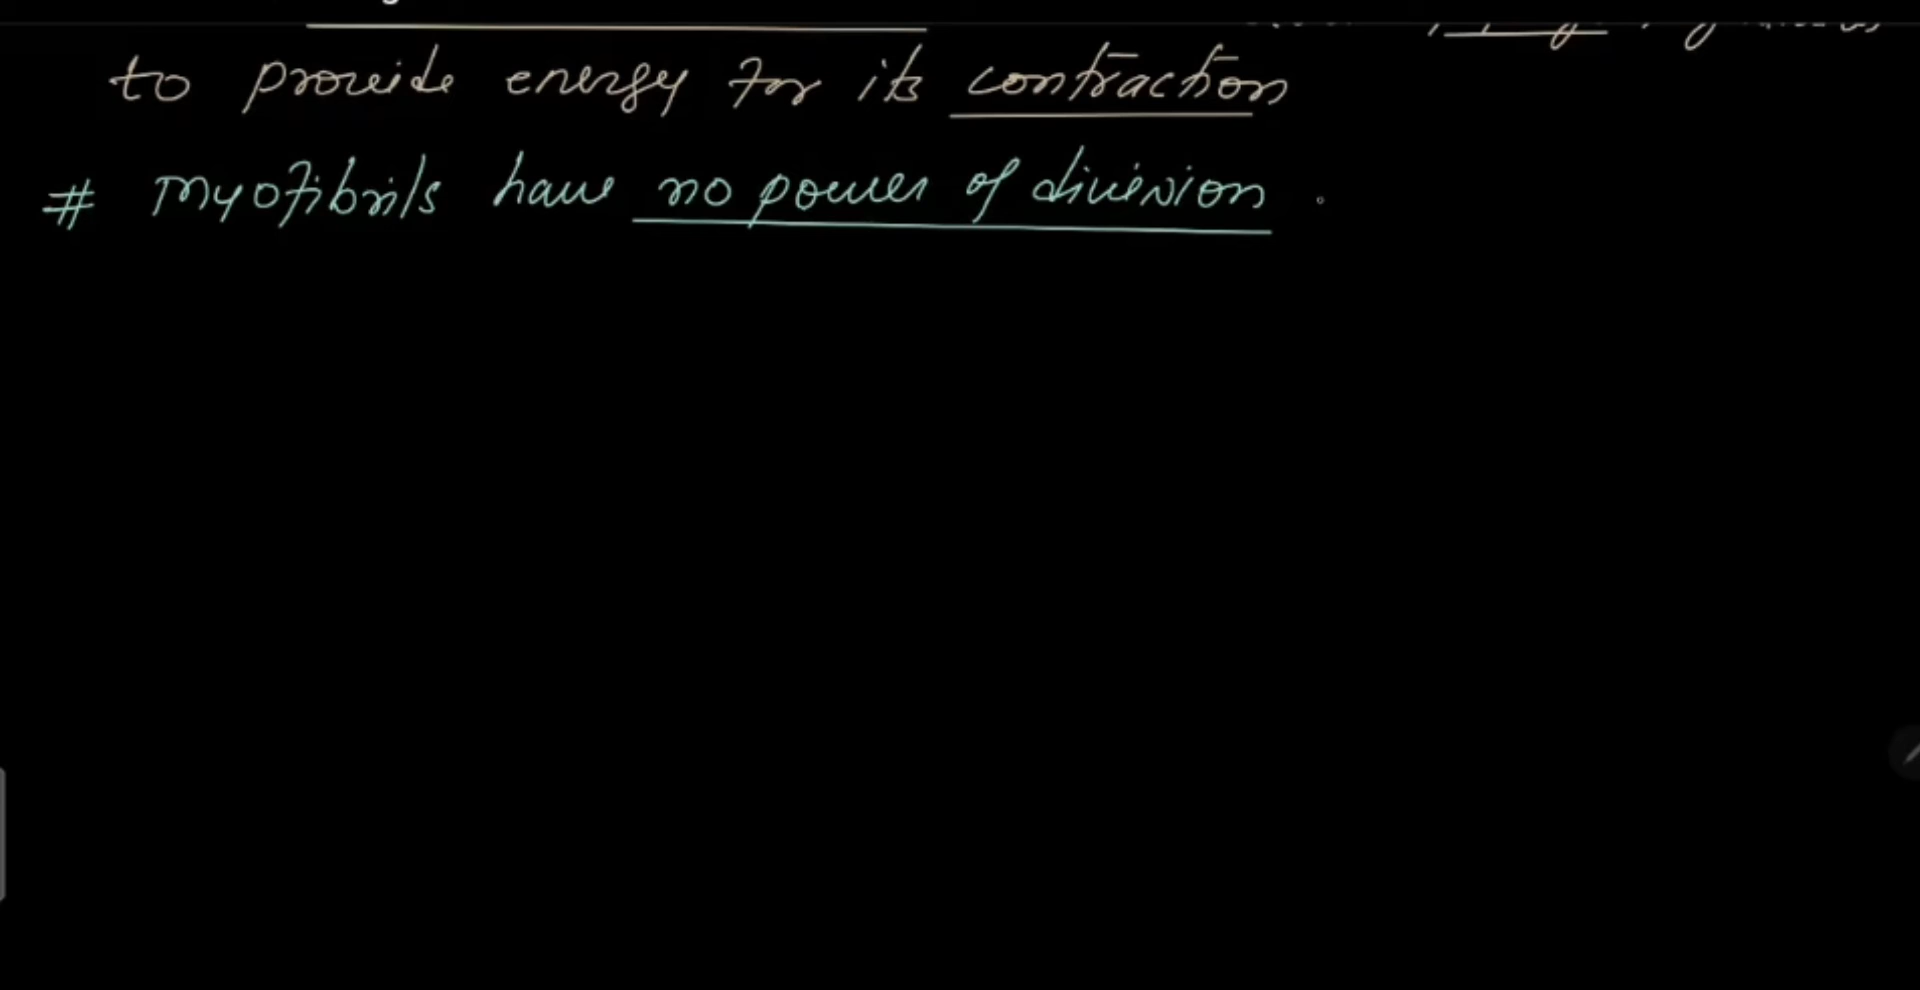 to provide energy for its contraction
# myofibrils have no power of division .